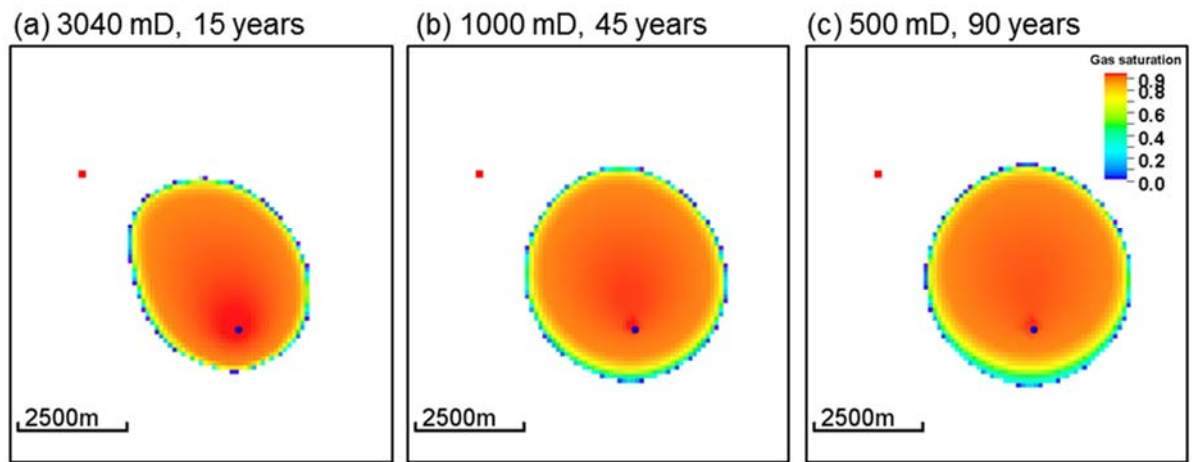 (a) 3040 mD, 15 years
(b) 1000 mD, 45 years
(c) 500 mD, 90 years
Gas saturation
0.9
0.8
0.6
0.4
0.2
0.0
2500m
2500m
2500m